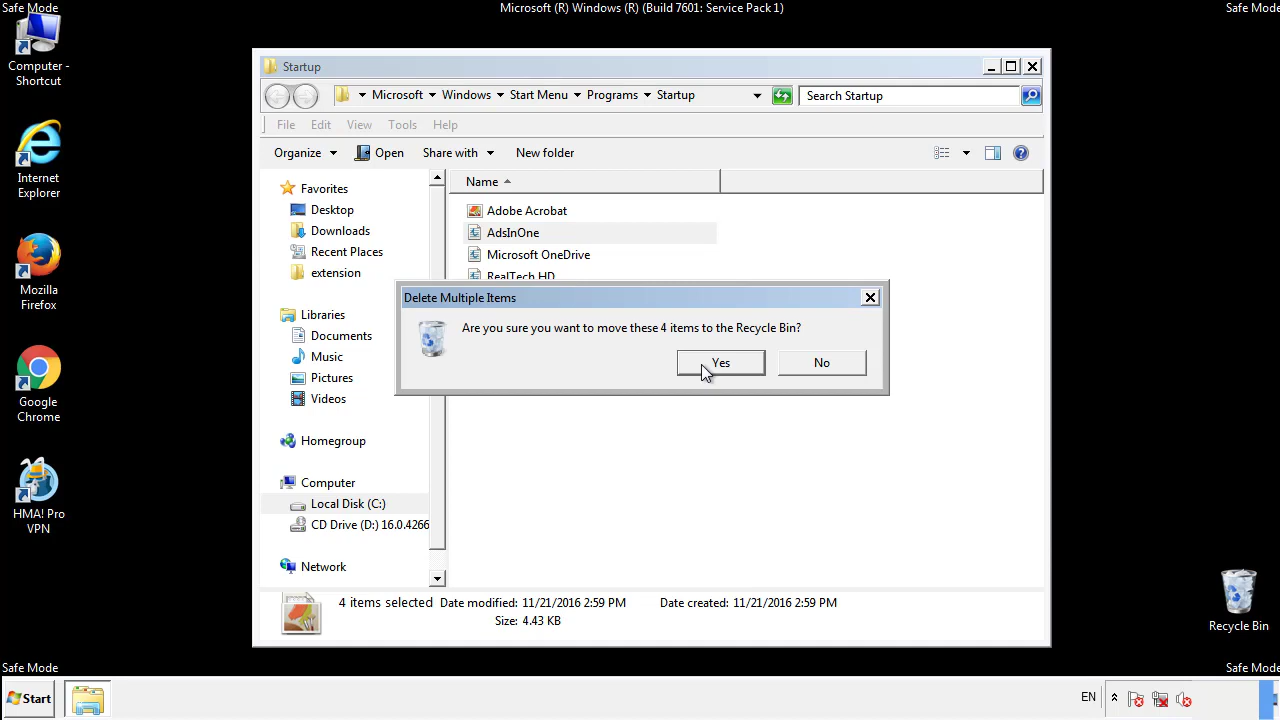 Safe Mode
Microsoft (R) Windows (R) (Build 7601: Service Pack 1)
Safe Mode
Computer -
Shortcut
Internet
Explorer
Mozilla
Firefox
Google
Chrome
HMA! Pro
VPN
Startup
Microsoft Windows Start Menu Programs Startup
Search Startup
File Edit View Tools Help
Organize Open Share with New folder
Favorites
Desktop
Downloads
Recent Places
extension
Libraries
Documents
Music
Pictures
Videos
Homegroup
Computer
Local Disk (C:)
CD Drive (D:) 16.0.4266
Network
Name
Adobe Acrobat
AdsInOne
Microsoft OneDrive
RealTech HD
Delete Multiple Items
Are you sure you want to move these 4 items to the Recycle Bin?
Yes No
4 items selected Date modified: 11/21/2016 2:59 PM Date created: 11/21/2016 2:59 PM
Size: 4.43 KB
Recycle Bin
Safe Mode
Safe Mode
Start
EN